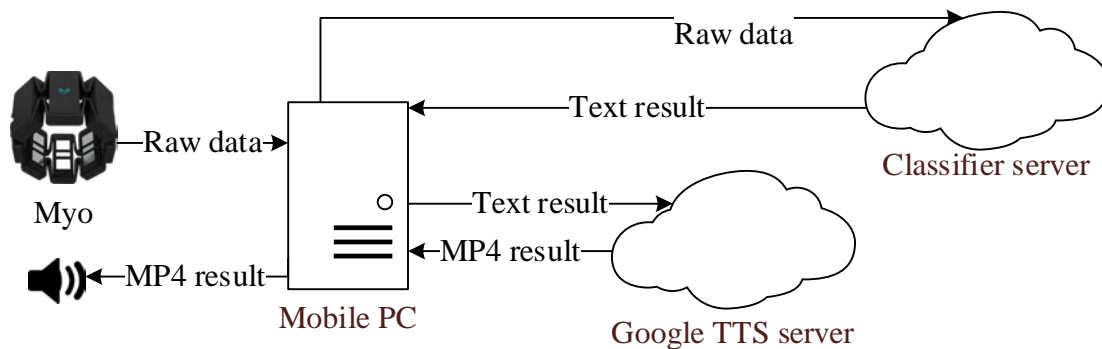 Raw data
Text result
Raw data
Classifier server
Myo
Text result
MP4 result
MP4 result
Mobile PC
Google TTS server